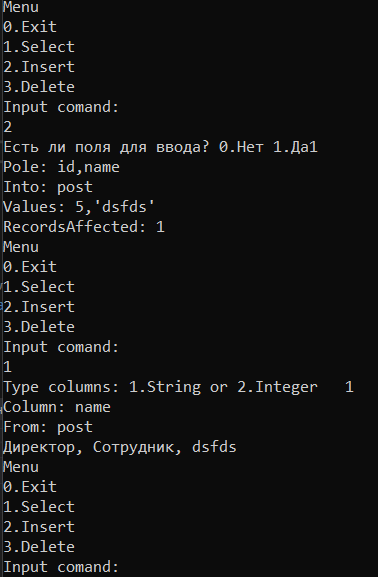 Menu
0.Exit
1.Select
2.Insert
3.Delete
Input comand:
2
Есть ли поля для ввода? 0.Нет 1.Да1
Pole: id,name
Into: post
Values: 5,'dsfds'
RecordsAffected: 1
Menu
0.Exit
1.Select
2.Insert
3.Delete
Input comand:
1
Type columns: 1.String or 2.Integer   1
Column: name
From: post
Директор, Сотрудник, dsfds
Menu
0.Exit
1.Select
2.Insert
3.Delete
Input comand: